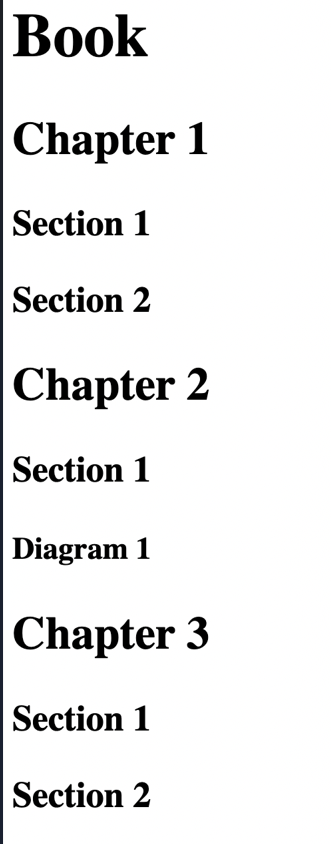 Book
Chapter 1
Section 1
Section 2
Chapter 2
Section 1
Diagram 1
Chapter 3
Section 1
Section 2